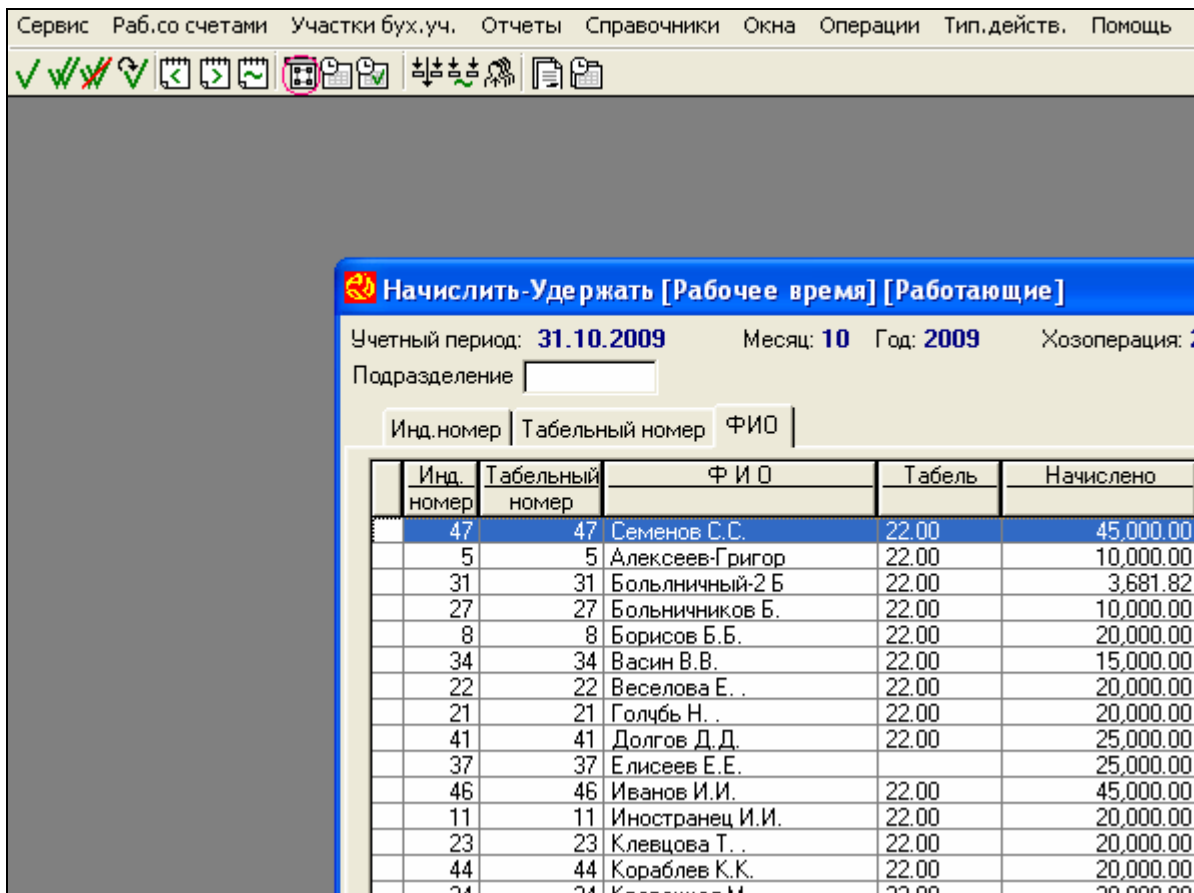 Сервис Раб.со счетами Участки бух.уч. Отчеты Справочники Окна Операции Тип.действ. Помощь
Начислить-Удержать [Рабочее время] [Работающие]
Учетный период: 31.10.2009 Месяц: 10 Год: 2009 Хозоперация:
Подразделение
Инд.номер Табельный номер ФИО
Инд. номер Табельный номер Ф И О Табель Начислено
47 47 Семенов С.С. 22.00 45,000.00
5 5 Алексеев-Григор 22.00 10,000.00
31 31 Больлничный-2 Б 22.00 3,681.82
27 27 Больничников Б. 22.00 10,000.00
8 8 Борисов Б.Б. 22.00 20,000.00
34 34 Васин В.В. 22.00 15,000.00
22 22 Веселова Е. . 22.00 20,000.00
21 21 Голубь Н. . 22.00 20,000.00
41 41 Долгов Д.Д. 22.00 25,000.00
37 37 Елисеев Е.Е. 25,000.00
46 46 Иванов И.И. 22.00 45,000.00
11 11 Иностранец И.И. 22.00 20,000.00
23 23 Клевцова Т. . 22.00 20,000.00
44 44 Кораблев К.К. 22.00 20,000.00